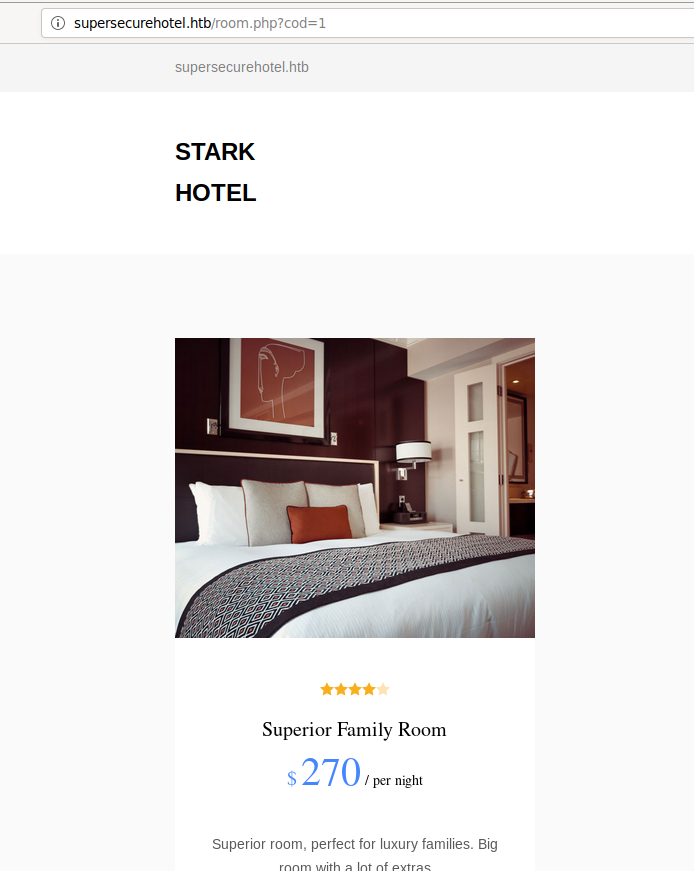 supersecurehotel.htb/room.php?cod=1
supersecurehotel.htb
STARK
HOTEL
Superior Family Room
$ 270 / per night
Superior room, perfect for luxury families. Big
room with a lot of extras.